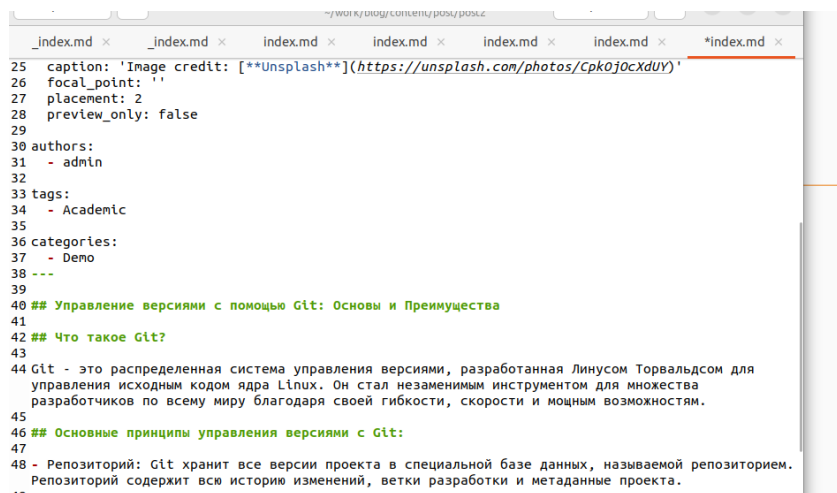 ~/work/blog/content/post/post2
_index.md × _index.md × index.md × index.md × index.md × index.md × *index.md ×
25 caption: 'Image credit: [**Unsplash**](https://unsplash.com/photos/CpkOjOcXdUY)'
26 focal_point: ''
27 placement: 2
28 preview_only: false
29
30 authors:
31 - admin
32
33 tags:
34 - Academic
35
36 categories:
37 - Demo
38 ---
39
40 ## Управление версиями с помощью Git: Основы и Преимущества
41
42 ## Что такое Git?
43
44 Git - это распределенная система управления версиями, разработанная Линусом Торвальдсом для
управления исходным кодом ядра Linux. Он стал незаменимым инструментом для множества
разработчиков по всему миру благодаря своей гибкости, скорости и мощным возможностям.
45
46 ## Основные принципы управления версиями с Git:
47
48 - Репозиторий: Git хранит все версии проекта в специальной базе данных, называемой репозиторием.
Репозиторий содержит всю историю изменений, ветки разработки и метаданные проекта.